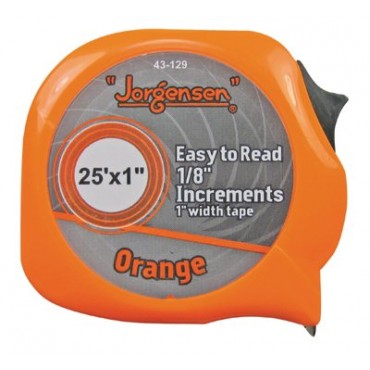 43-129
"Jorgensen"®
25'x1"
Easy to Read
1/8"
Increments
1" width tape
Orange